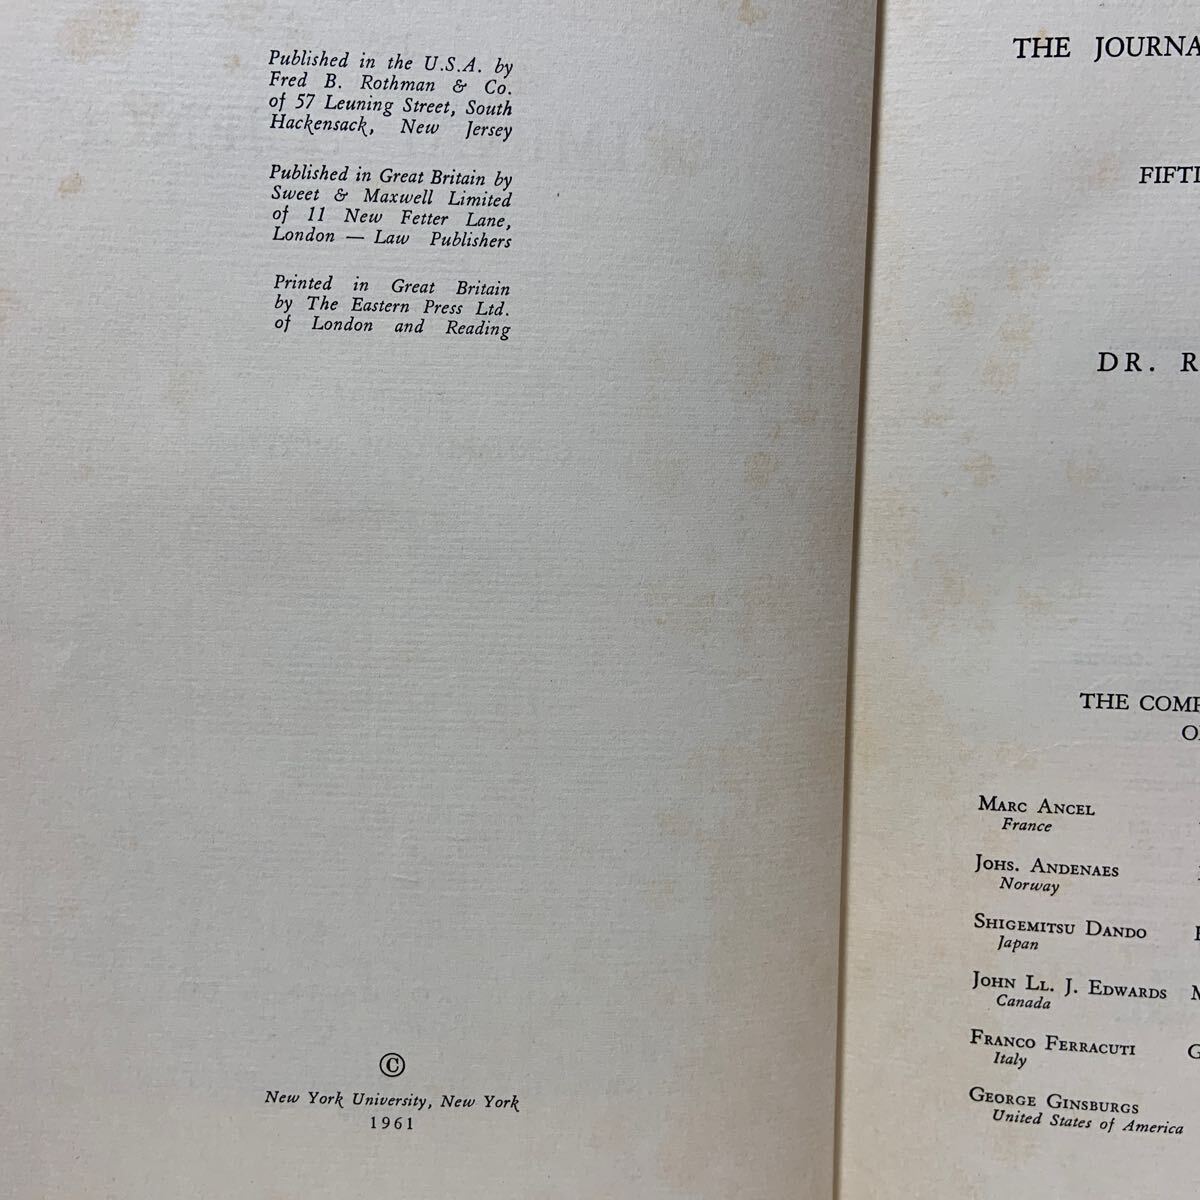 Published in the U.S.A. by
Fred B. Rothman & Co.
of 57 Leuning Street, South
Hackensack, New Jersey
Published in Great Britain by
Sweet & Maxwell Limited
of 11 New Fetter Lane,
London — Law Publishers
Printed in Great Britain
by The Eastern Press Ltd.
of London and Reading
©
New York University, New York
1961
THE JOURNA
FIFTI
DR. R
THE COMP
O
MARC ANCEL
France
JOHS. ANDENAES
Norway
SHIGEMITSU DANDO
Japan
JOHN LL. J. EDWARDS
Canada
FRANCO FERRACUTI
G
Italy
GEORGE GINSBURGS
United States of America